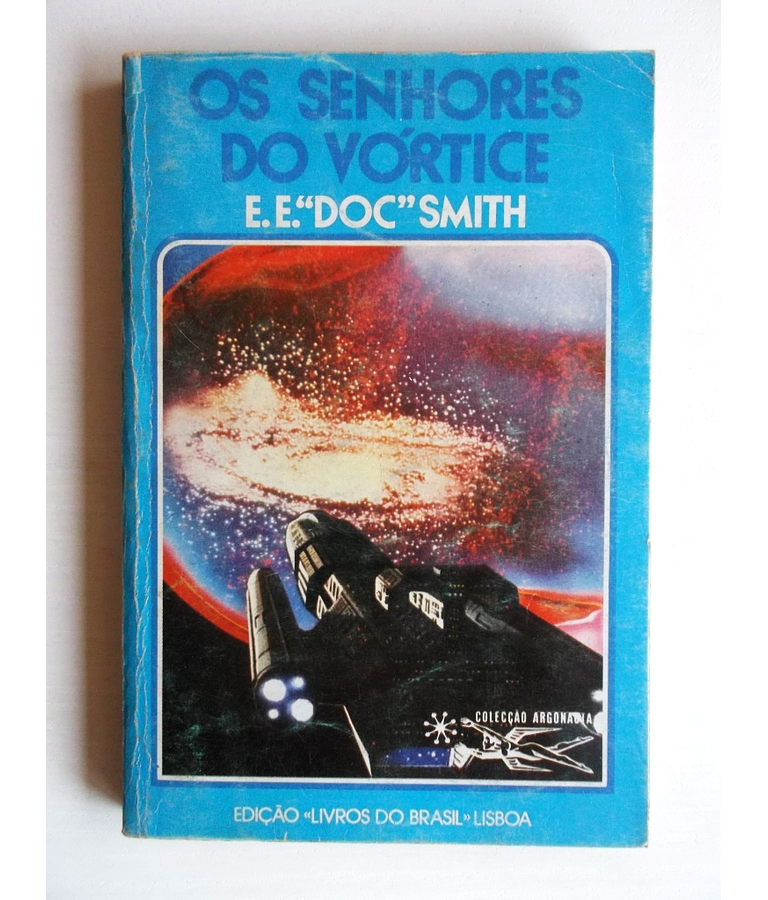 OS SENHORES
DO VÓRTICE
E. E. "DOC" SMITH
COLECÇÃO ARGONAUTA
EDIÇÃO «LIVROS DO BRASIL» LISBOA